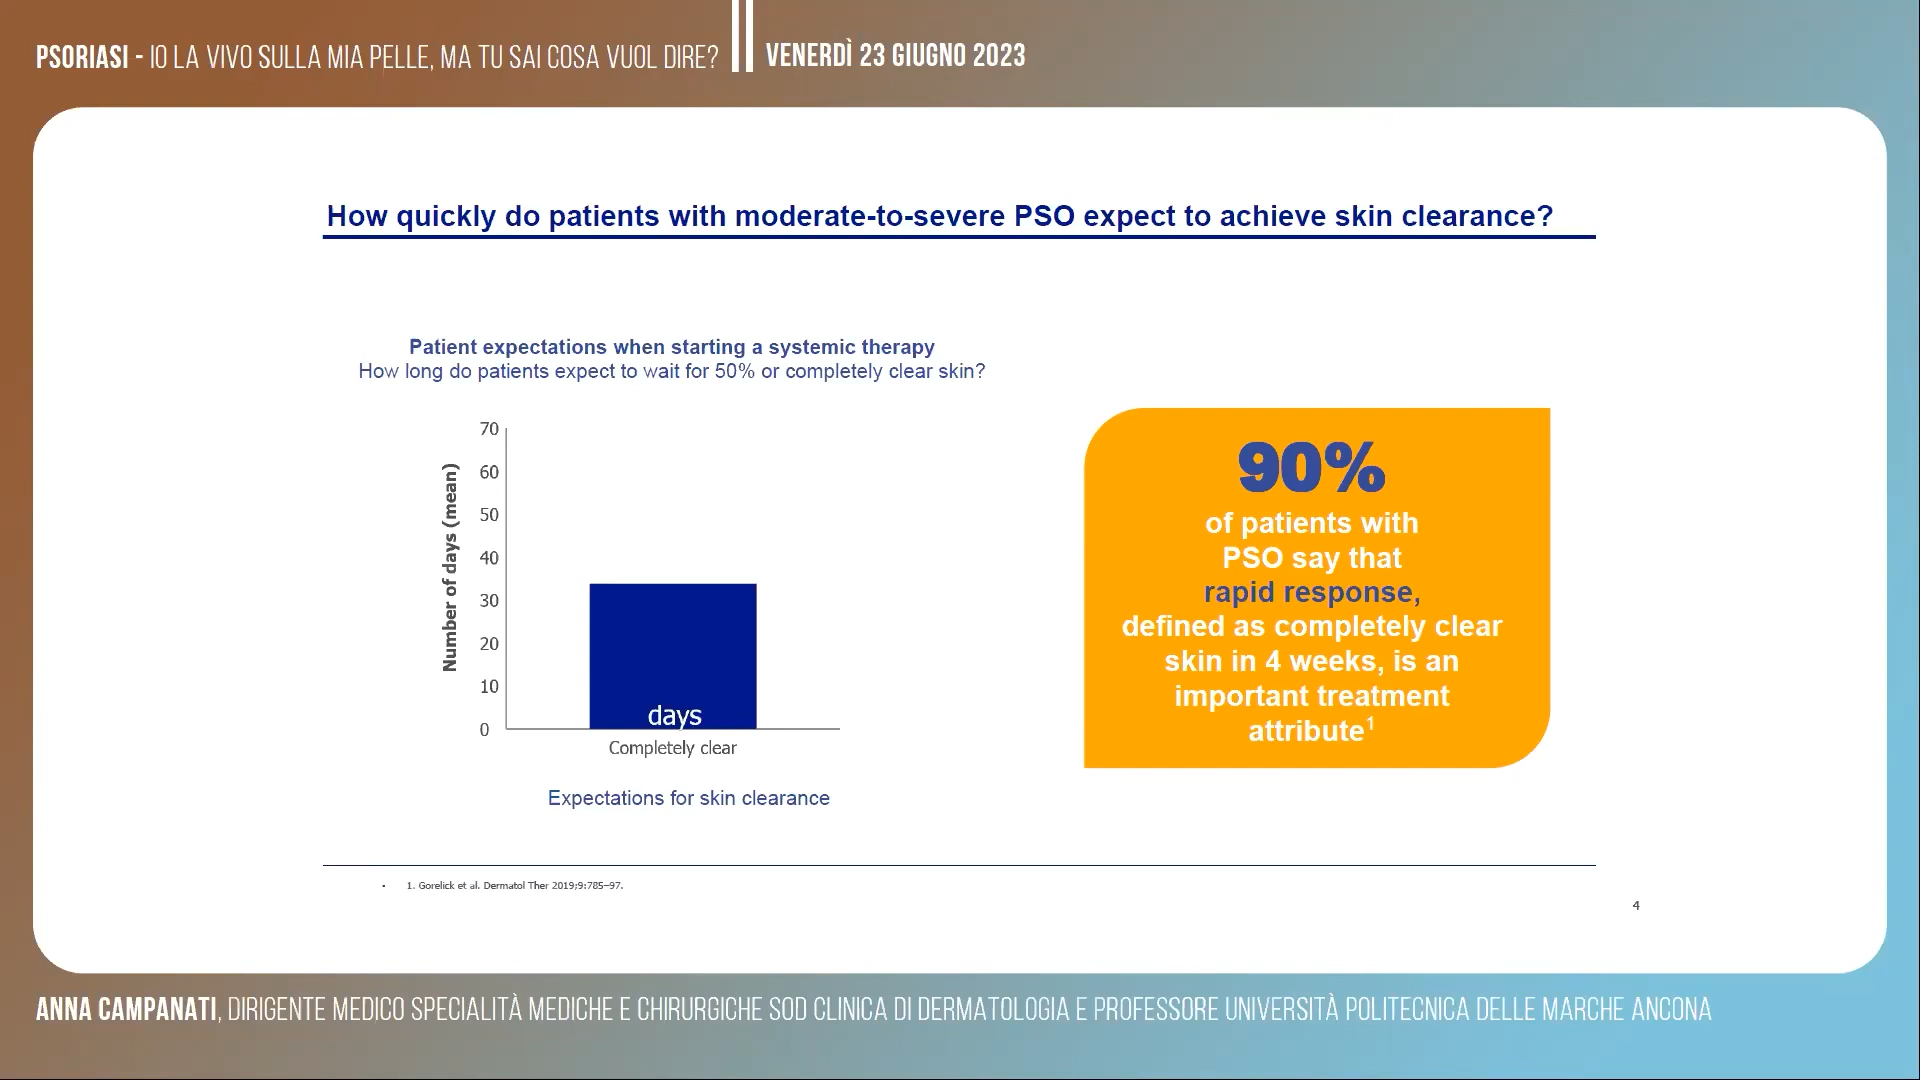 PSORIASI - IO LA VIVO SULLA MIA PELLE, MA TU SAI COSA VUOL DIRE?
VENERDÌ 23 GIUGNO 2023
How quickly do patients with moderate-to-severe PSO expect to achieve skin clearance?
Patient expectations when starting a systemic therapy
How long do patients expect to wait for 50% or completely clear skin?
Number of days (mean)
70
60
50
40
30
20
10
0
days
Completely clear
Expectations for skin clearance
90%
of patients with
PSO say that
rapid response,
defined as completely clear
skin in 4 weeks, is an
important treatment
attribute¹
• 1. Gorelick et al. Dermatol Ther 2019;9:785–97.
4
ANNA CAMPANATI, DIRIGENTE MEDICO SPECIALITÀ MEDICHE E CHIRURGICHE SOD CLINICA DI DERMATOLOGIA E PROFESSORE UNIVERSITÀ POLITECNICA DELLE MARCHE ANCONA